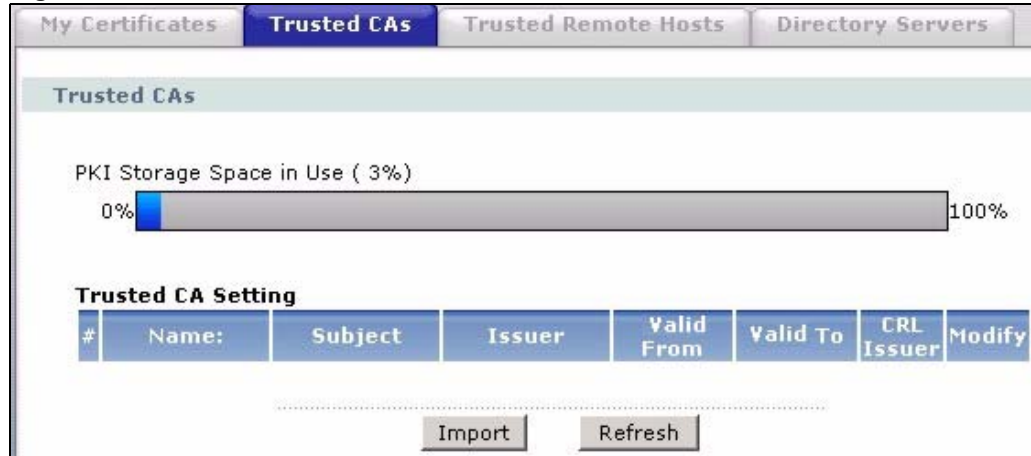 My Certificates Trusted CAs Trusted Remote Hosts Directory Servers
Trusted CAs
PKI Storage Space in Use ( 3%)
0% 100%
Trusted CA Setting
# Name: Subject Issuer Valid From Valid To CRL Issuer Modify
Import Refresh